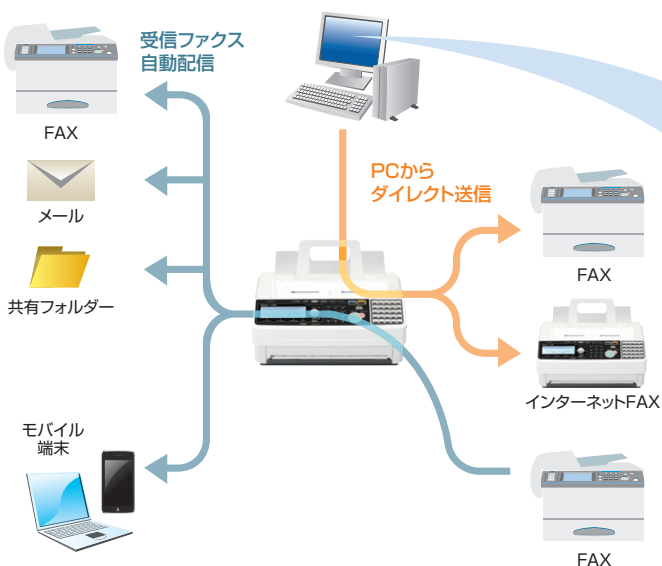 受信ファクス
自動配信
FAX
メール
共有フォルダー
モバイル
端末
PCから
ダイレクト送信
FAX
インターネットFAX
FAX